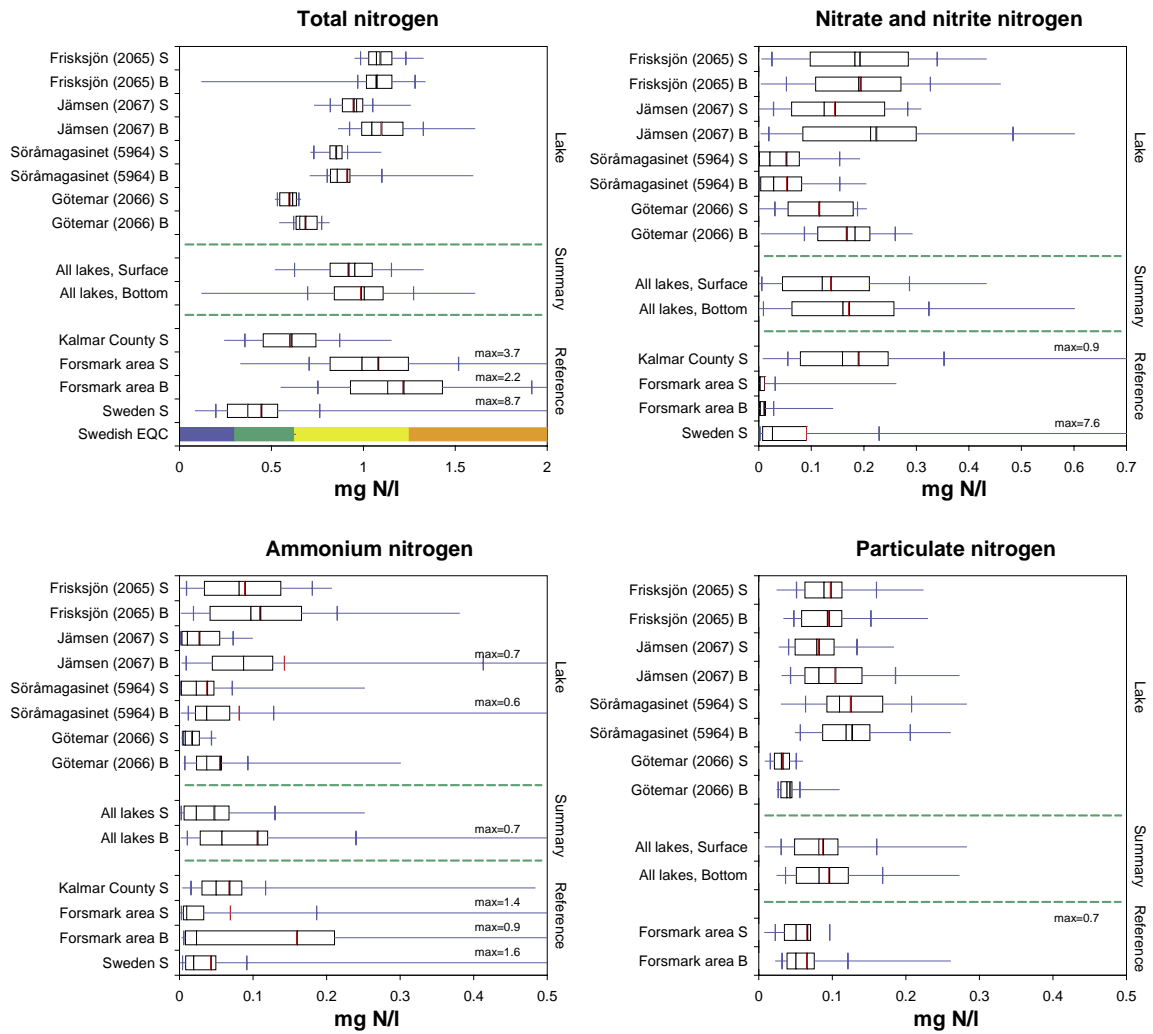 Total nitrogen
Frisksjön (2065) S
Frisksjön (2065) B
Jämsen (2067) S
Jämsen (2067) B
Söråmagasinet (5964) S
Söråmagasinet (5964) B
Götemar (2066) S
Götemar (2066) B
All lakes, Surface
All lakes, Bottom
Kalmar County S
Forsmark area S
Forsmark area B
Sweden S
Swedish EQC
max=3.7
max=2.2
max=8.7
Lake
Summary
Reference
0 0.5 1 1.5 2
mg N/l
Nitrate and nitrite nitrogen
Frisksjön (2065) S
Frisksjön (2065) B
Jämsen (2067) S
Jämsen (2067) B
Söråmagasinet (5964) S
Söråmagasinet (5964) B
Götemar (2066) S
Götemar (2066) B
All lakes, Surface
All lakes, Bottom
Kalmar County S
Forsmark area S
Forsmark area B
Sweden S
max=0.9
max=7.6
Lake
Summary
Reference
0 0.1 0.2 0.3 0.4 0.5 0.6 0.7
mg N/l
Ammonium nitrogen
Frisksjön (2065) S
Frisksjön (2065) B
Jämsen (2067) S
Jämsen (2067) B
Söråmagasinet (5964) S
Söråmagasinet (5964) B
Götemar (2066) S
Götemar (2066) B
All lakes S
All lakes B
Kalmar County S
Forsmark area S
Forsmark area B
Sweden S
max=0.7
max=0.6
max=0.7
max=1.4
max=0.9
max=1.6
Lake
Summary
Reference
0 0.1 0.2 0.3 0.4 0.5
mg N/l
Particulate nitrogen
Frisksjön (2065) S
Frisksjön (2065) B
Jämsen (2067) S
Jämsen (2067) B
Söråmagasinet (5964) S
Söråmagasinet (5964) B
Götemar (2066) S
Götemar (2066) B
All lakes, Surface
All lakes, Bottom
Forsmark area S
Forsmark area B
max=0.7
Lake
Summary
Reference
0 0.1 0.2 0.3 0.4 0.5
mg N/l